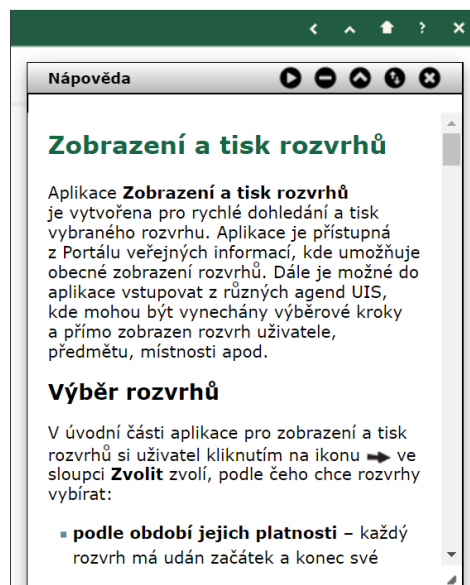 ?
Nápověda
Zobrazení a tisk rozvrhů
Aplikace Zobrazení a tisk rozvrhů
je vytvořena pro rychlé dohledání a tisk
vybraného rozvrhu. Aplikace je přístupná
z Portálu veřejných informací, kde umožňuje
obecné zobrazení rozvrhů. Dále je možné do
aplikace vstupovat z různých agend UIS,
kde mohou být vynechány výběrové kroky
a přímo zobrazen rozvrh uživatele,
předmětu, místnosti apod.
Výběr rozvrhů
V úvodní části aplikace pro zobrazení a tisk
rozvrhů si uživatel kliknutím na ikonu ve
sloupci Zvolit zvolí, podle čeho chce rozvrhy
vybírat:
podle období jejich platnosti – každý
rozvrh má udán začátek a konec své